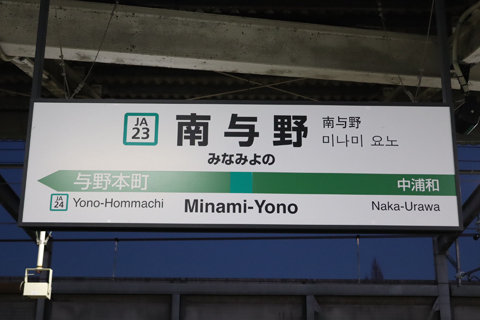 JA
23
南与野
みなみよの
南与野
미나미 요노
与野本町
中浦和
JA
24
Yono-Hommachi
Minami-Yono
Naka-Urawa